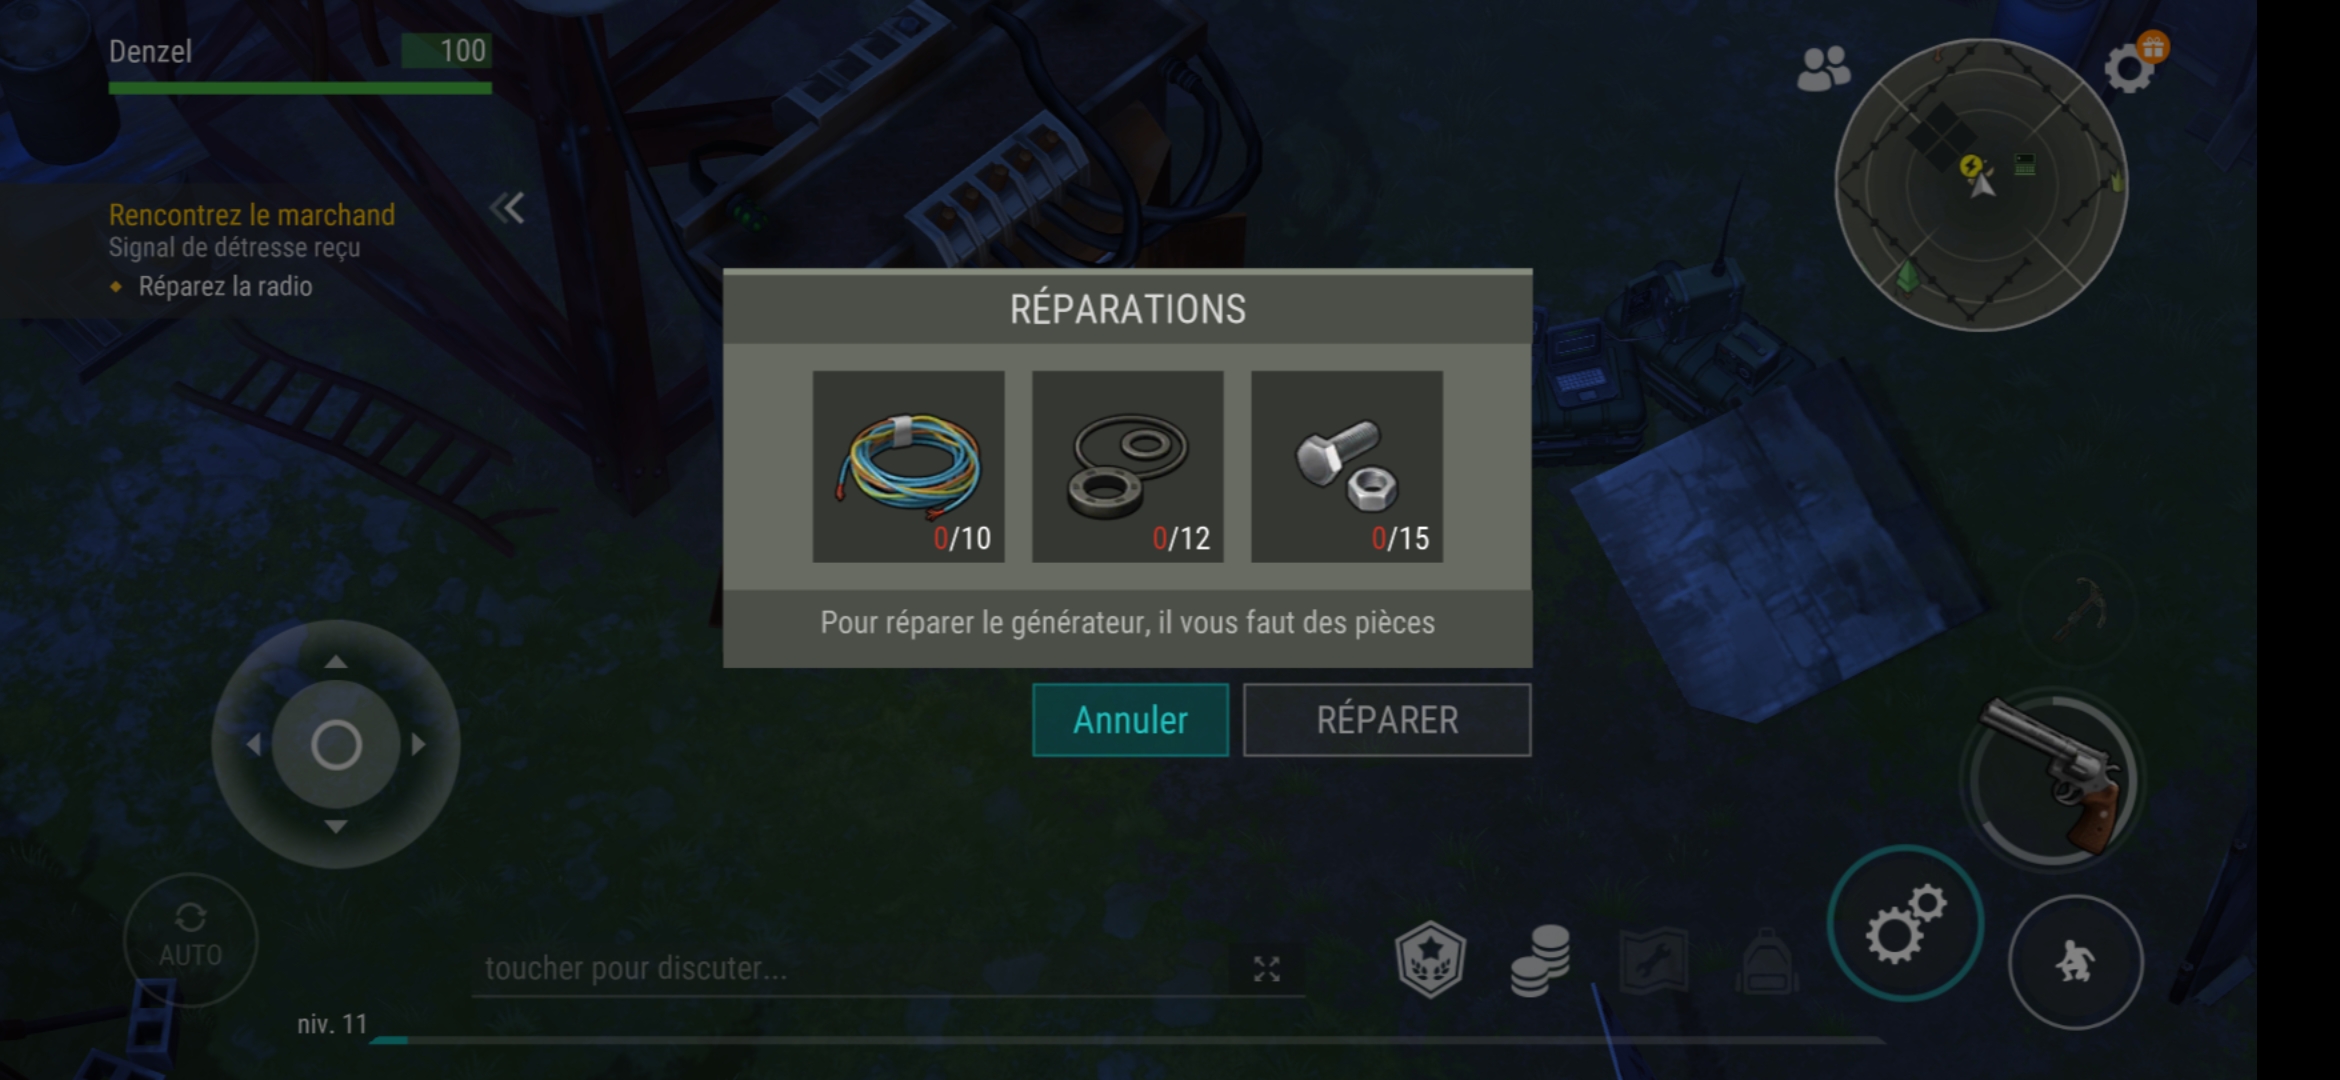 Denzel
100
Rencontrez le marchand
Signal de détresse reçu
Réparez la radio
RÉPARATIONS
0/10
0/12
0/15
Pour réparer le générateur, il vous faut des pièces
Annuler
RÉPARER
AUTO
toucher pour discuter...
niv. 11